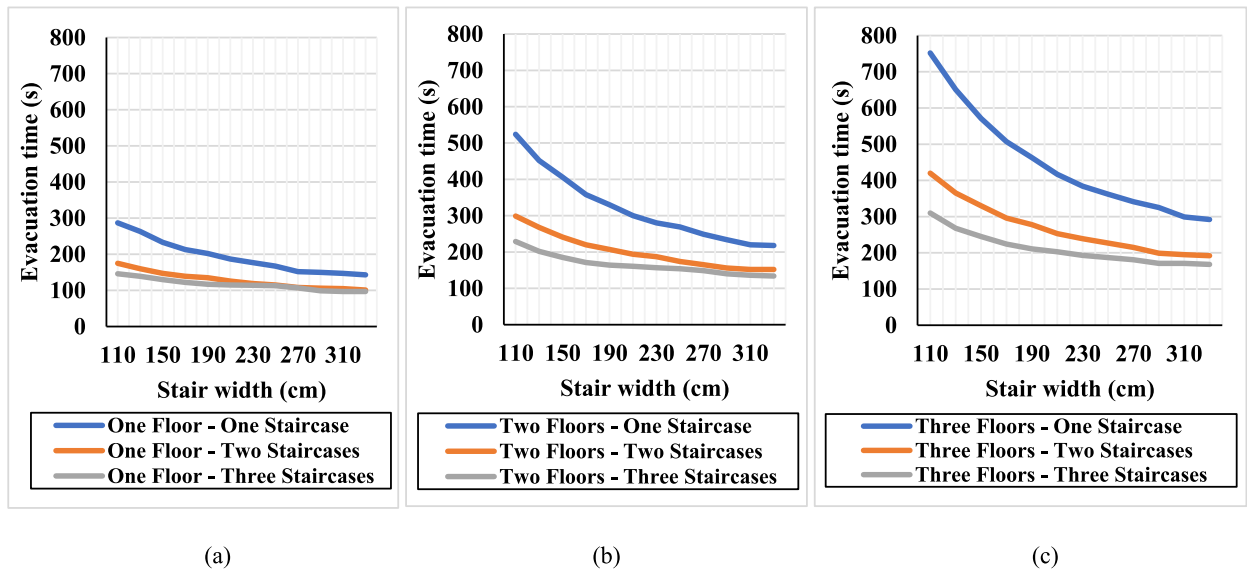 800
700
600
500
400
300
200
100
0
Evacuation time (s)
110 150 190 230 270 310
Stair width (cm)
One Floor - One Staircase
One Floor - Two Staircases
One Floor - Three Staircases
(a)
800
700
600
500
400
300
200
100
0
Evacuation time (s)
110 150 190 230 270 310
Stair width (cm)
Two Floors - One Staircase
Two Floors - Two Staircases
Two Floors - Three Staircases
(b)
800
700
600
500
400
300
200
100
0
Evacuation time (s)
110 150 190 230 270 310
Stair width (cm)
Three Floors - One Staircase
Three Floors - Two Staircases
Three Floors - Three Staircases
(c)